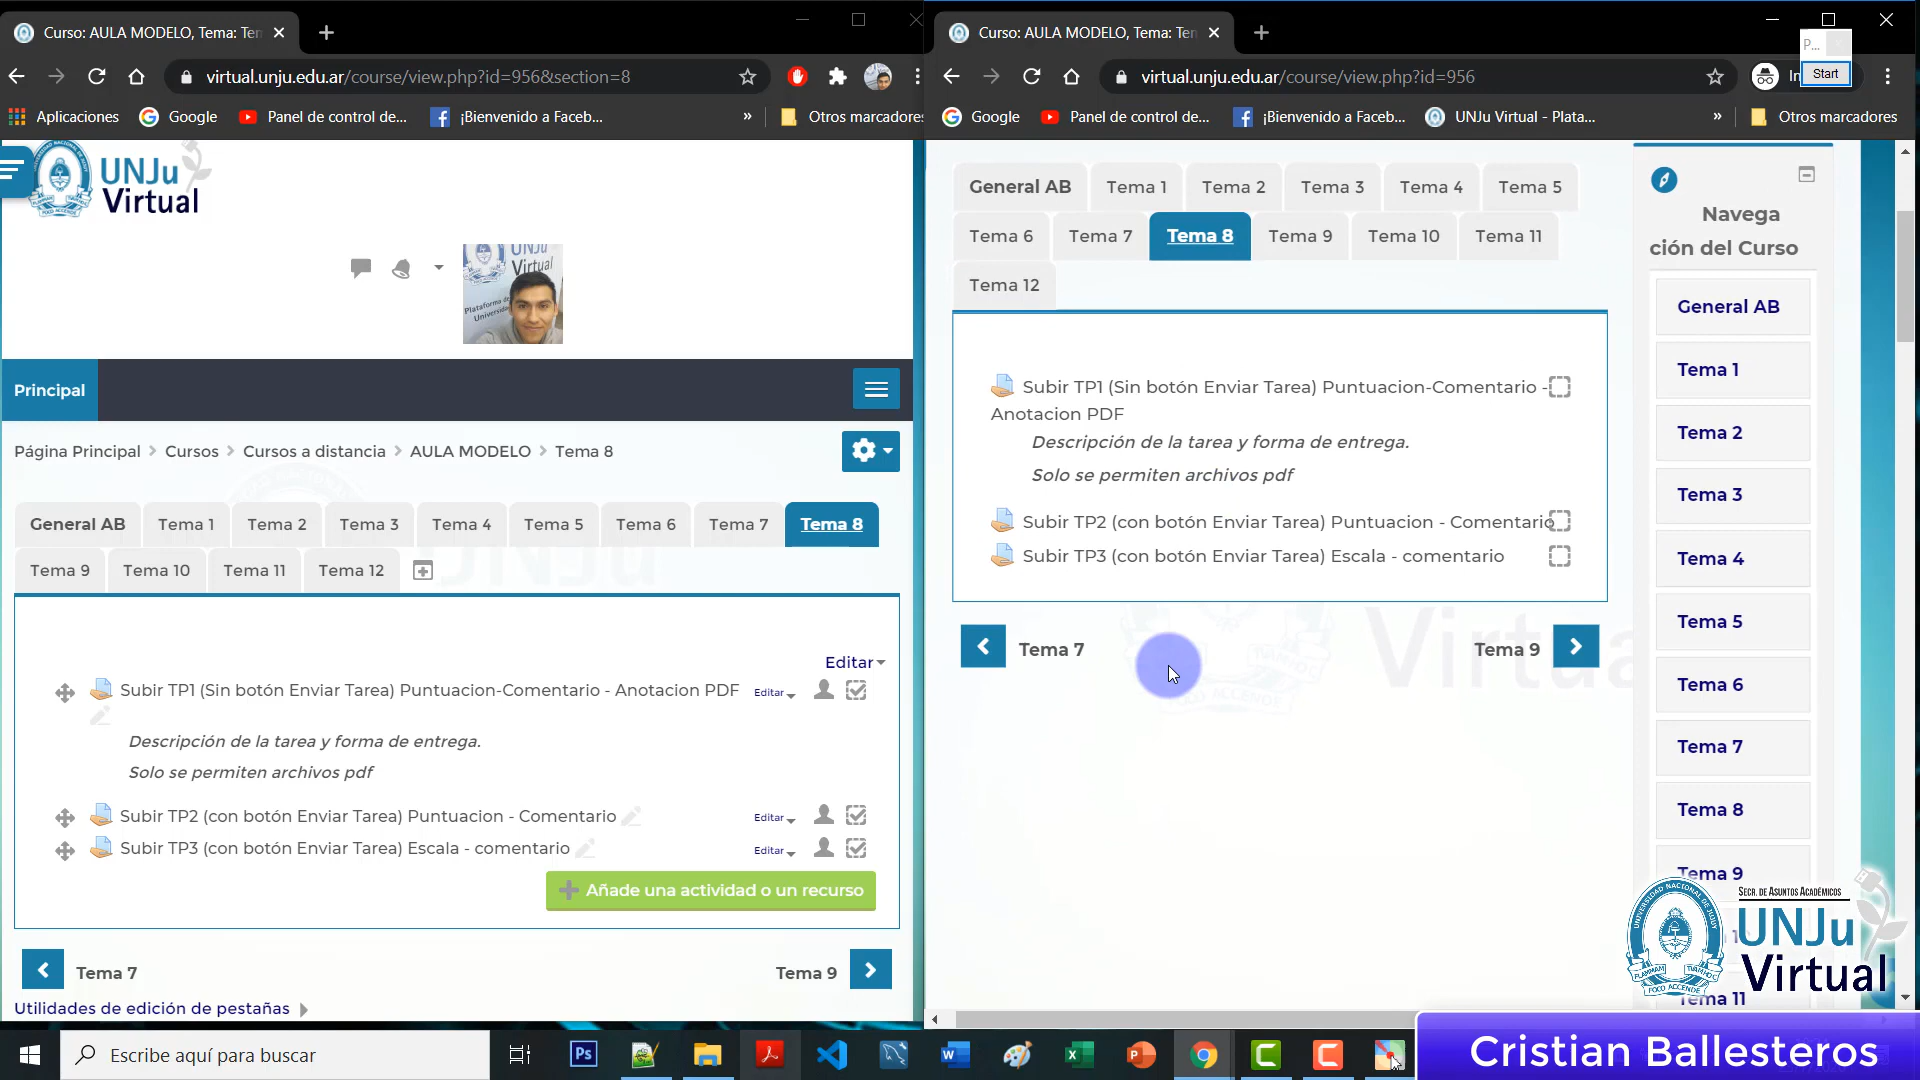 Curso: AULA MODELO, Tema: Ten
virtual.unju.edu.ar/course/view.php?id=956&section=8
Aplicaciones
Google
Panel de control de...
¡Bienvenido a Faceb...
»
Otros marcadores
UNJu
Virtual
Principal
Página Principal
Cursos
Cursos a distancia
AULA MODELO
Tema 8
General AB
Tema 1
Tema 2
Tema 3
Tema 4
Tema 5
Tema 6
Tema 7
Tema 8
Tema 9
Tema 10
Tema 11
Tema 12
Editar
Subir TP1 (Sin botón Enviar Tarea) Puntuacion-Comentario - Anotacion PDF
Editar
Descripción de la tarea y forma de entrega.
Solo se permiten archivos pdf
Subir TP2 (con botón Enviar Tarea) Puntuacion - Comentario
Editar
Subir TP3 (con botón Enviar Tarea) Escala - comentario
Editar
Añade una actividad o un recurso
Tema 7
Tema 9
Utilidades de edición de pestañas
Curso: AULA MODELO, Tema: Ten
P...
Start
virtual.unju.edu.ar/course/view.php?id=956
In
Google
Panel de control de...
¡Bienvenido a Faceb...
UNJu Virtual - Plata...
»
Otros marcadores
General AB
Tema 1
Tema 2
Tema 3
Tema 4
Tema 5
Tema 6
Tema 7
Tema 8
Tema 9
Tema 10
Tema 11
Tema 12
Subir TP1 (Sin botón Enviar Tarea) Puntuacion-Comentario -
Anotacion PDF
Descripción de la tarea y forma de entrega.
Solo se permiten archivos pdf
Subir TP2 (con botón Enviar Tarea) Puntuacion - Comentario
Subir TP3 (con botón Enviar Tarea) Escala - comentario
Tema 7
Tema 9
Navega
ción del Curso
General AB
Tema 1
Tema 2
Tema 3
Tema 4
Tema 5
Tema 6
Tema 7
Tema 8
Tema 9
Tema 11
Secr. de Asuntos Académicos
UNJu
Virtual
Escribe aquí para buscar
Cristian Ballesteros